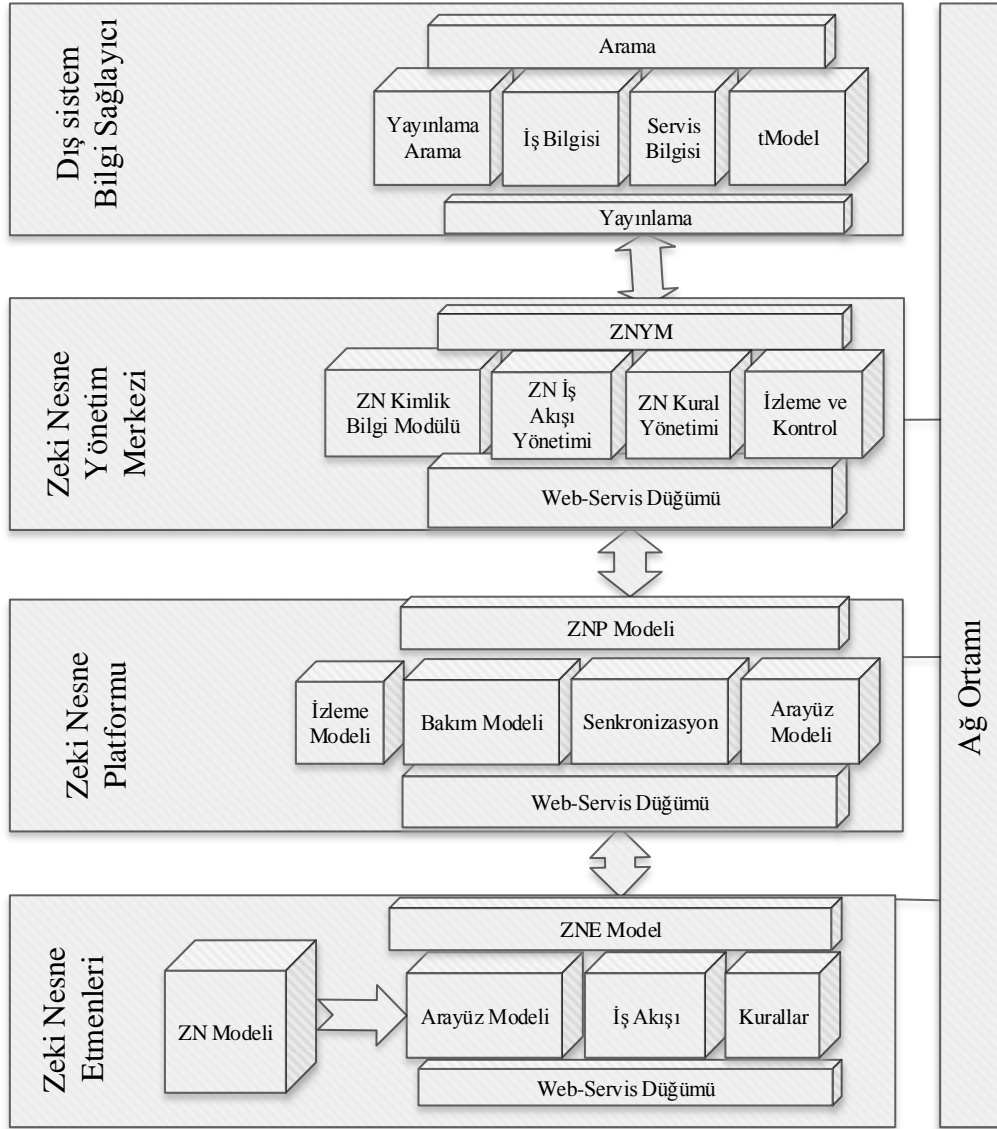 Dış sistem
Bilgi Sağlayıcı
Arama
Yayınlama
Arama
İş Bilgisi
Servis
Bilgisi
tModel
Yayınlama
Zeki Nesne
Yönetim
Merkezi
ZNYM
ZN Kimlik
Bilgi Modülü
ZN İş
Akışı
Yönetimi
ZN Kural
Yönetimi
İzleme ve
Kontrol
Web-Servis Düğümü
Zeki Nesne
Platformu
ZNP Modeli
İzleme
Modeli
Bakım Modeli
Senkronizasyon
Arayüz
Modeli
Web-Servis Düğümü
Zeki Nesne
Etmenleri
ZNE Model
ZN Modeli
Arayüz Modeli
İş Akışı
Kurallar
Web-Servis Düğümü
Ağ Ortamı